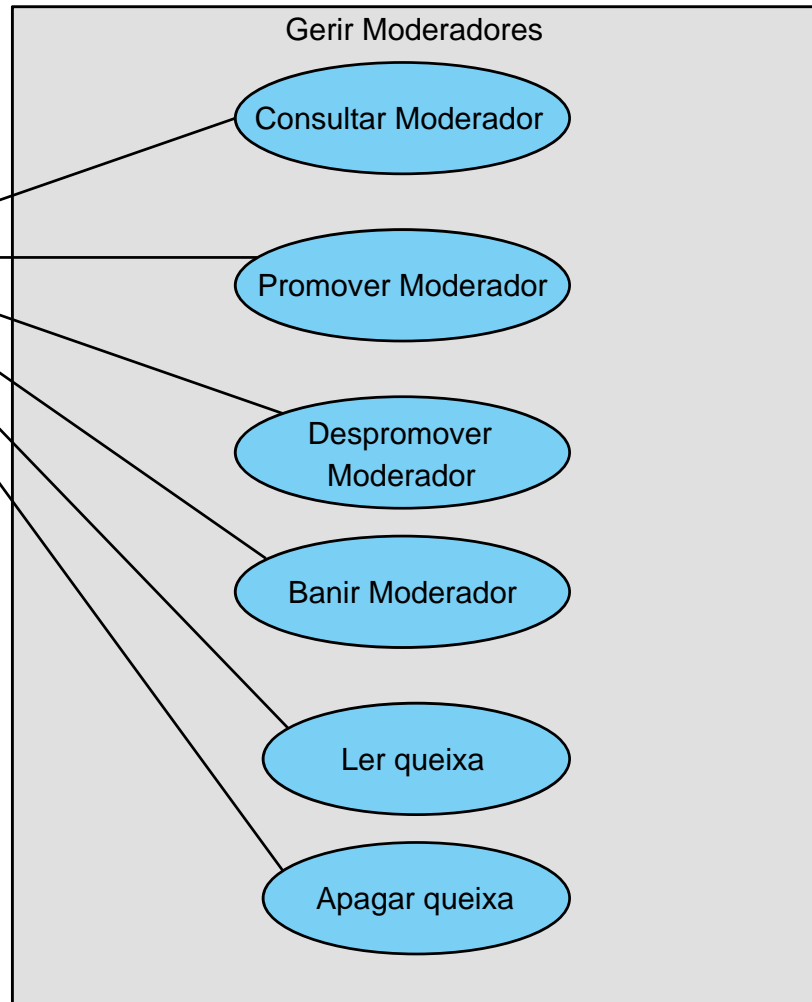 Gerir Moderadores
Consultar Moderador
Promover Moderador
Despromover
Moderador
Banir Moderador
Ler queixa
Apagar queixa